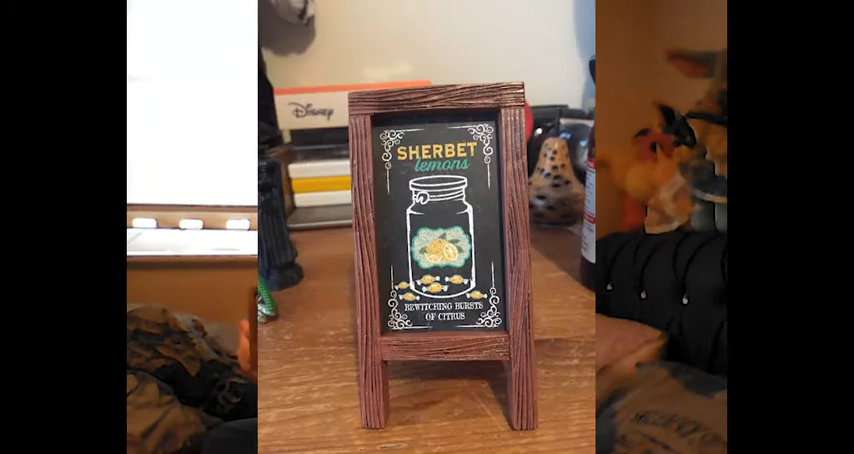 Disney
SHERBET
lemons
BEWITCHING BURSTS
OF CITRUS